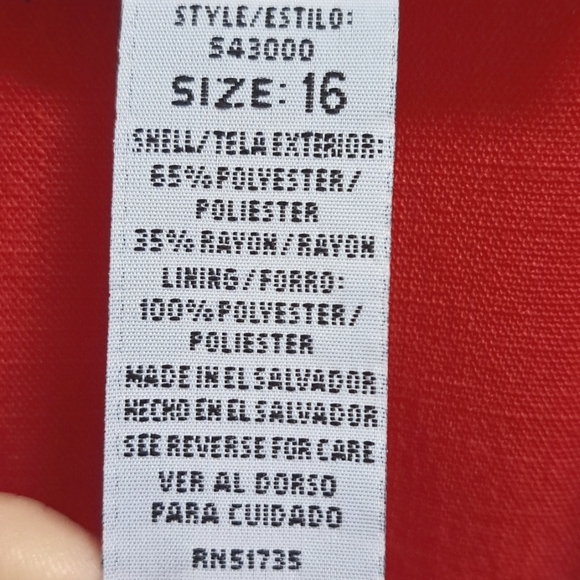 STYLE/ESTILO:
543000
SIZE: 16
SHELL/TELA EXTERIOR:
65% POLYESTER/
POLIESTER
35% RAYON/RAYON
LINING/FORRO:
100% POLYESTER/
POLIESTER
MADE IN EL SALVADOR
HECHO EN EL SALVADOR
SEE REVERSE FOR CARE
VER AL DORSO
PARA CUIDADO
RN51735